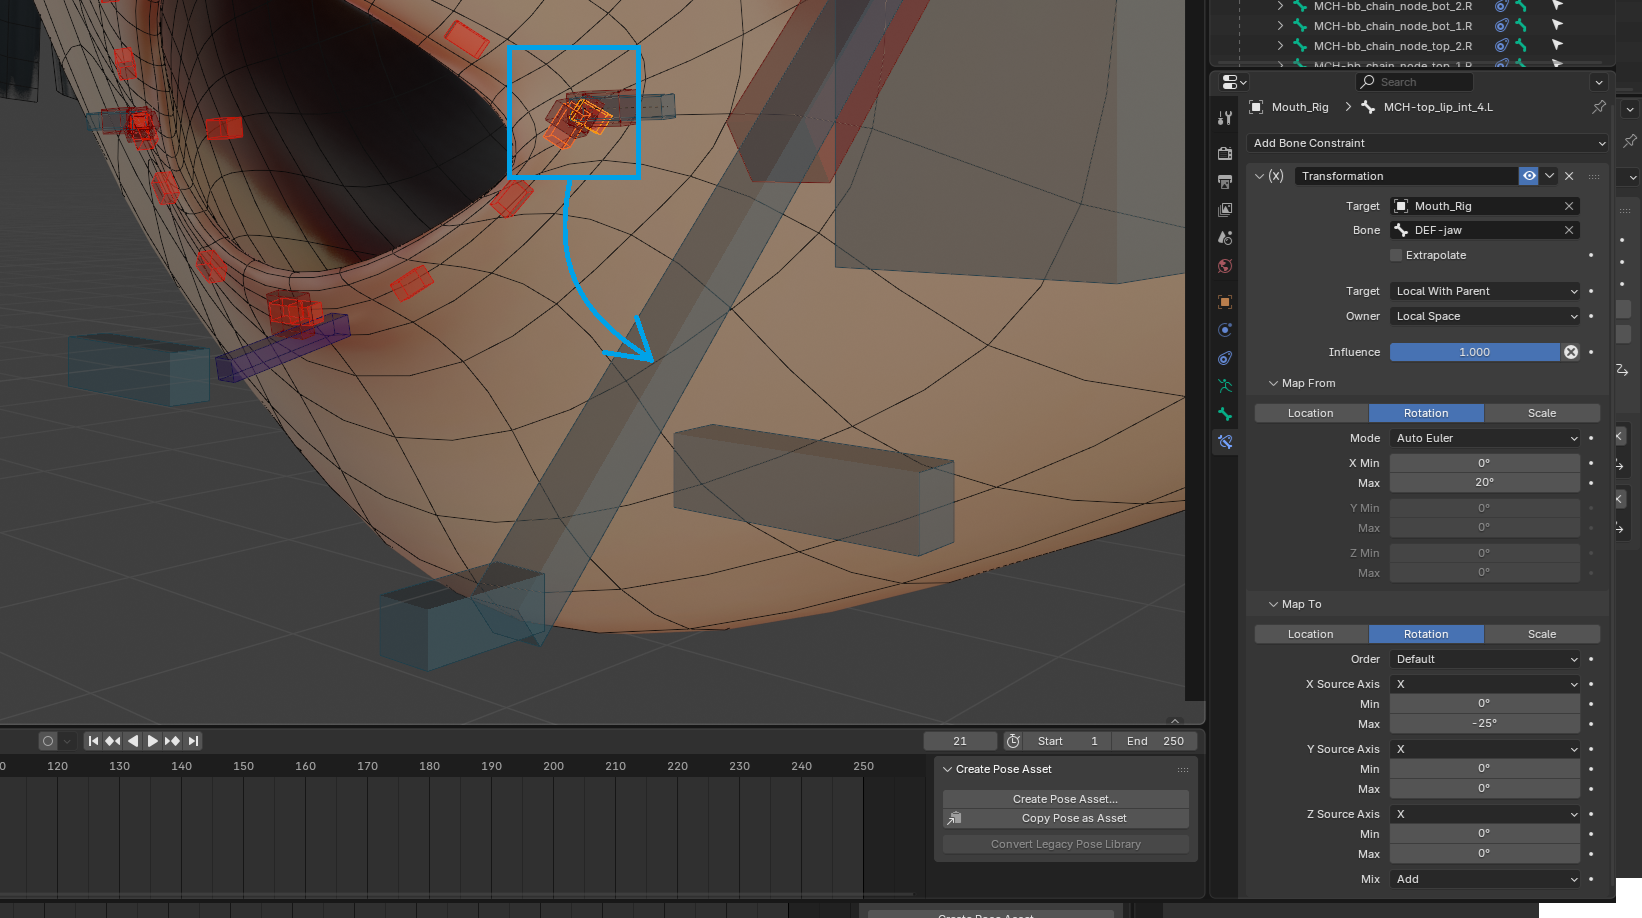 MCH-bb_chain_node_bot_2.R
MCH-bb_chain_node_bot_1.R
MCH-bb_chain_node_top_2.R
MCH-bb_chain_node_top_1.R
Search
Mouth_Rig > MCH-top_lip_int_4.L
Add Bone Constraint
(x) Transformation
Target Mouth_Rig
Bone DEF-jaw
Extrapolate
Target Local With Parent
Owner Local Space
Influence 1.000
Map From
Location Rotation Scale
Mode Auto Euler
X Min 0°
Max 20°
Y Min 0°
Max 0°
Z Min 0°
Max 0°
Map To
Location Rotation Scale
Order Default
X Source Axis X
Min 0°
Max -25°
Y Source Axis X
Min 0°
Max 0°
Z Source Axis X
Min 0°
Max 0°
Mix Add
21 Start 1 End 250
0 120 130 140 150 160 170 180 190 200 210 220 230 240 250
Create Pose Asset
Create Pose Asset...
Copy Pose as Asset
Convert Legacy Pose Library
Create Pose Asset